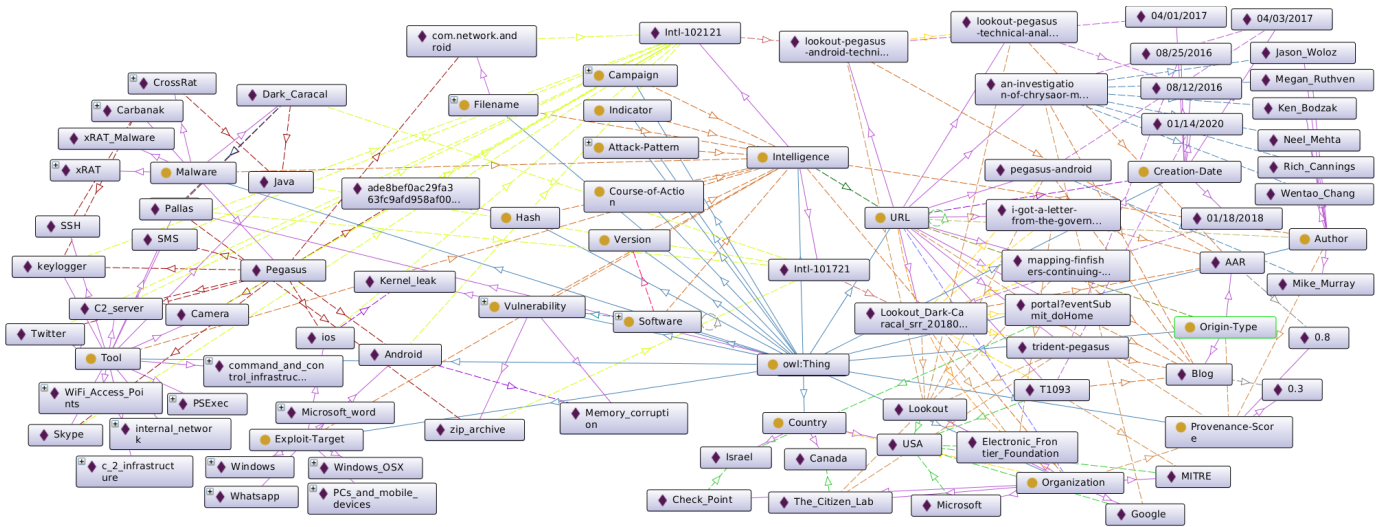 com.network.and
roid
Intl-102121
lookout-pegasus
-android-techni...
lookout-pegasus
-technical-anal...
04/01/2017
04/03/2017
08/25/2016
Jason_Woloz
CrossRat
Dark_Caracal
Campaign
an-investigatio
n-of-chrysaor-m...
08/12/2016
Megan_Ruthven
Carbanak
Filename
Indicator
Ken_Bodzak
01/14/2020
xRAT_Malware
Attack-Pattern
Neel_Mehta
Intelligence
xRAT
Malware
Java
pegasus-android
Creation-Date
Rich_Cannings
ade8bef0ac29fa3
63fc9afd958af00...
Course-of-Actio
n
Wentao_Chang
Pallas
Hash
URL
i-got-a-letter-
from-the-govern...
01/18/2018
SSH
SMS
Version
Author
keylogger
Pegasus
Intl-101721
mapping-finfish
ers-continuing-...
AAR
Kernel_leak
Mike_Murray
C2_server
Camera
Vulnerability
Software
Lookout_Dark-Ca
racal_srr_20180...
portal?eventSub
mit_doHome
Origin-Type
Twitter
ios
0.8
Tool
Android
trident-pegasus
command_and_con
trol_infrastruc...
owl:Thing
Blog
WiFi_Access_Poi
nts
PSExec
T1093
0.3
Microsoft_word
Memory_corrupti
on
Lookout
Skype
internal_networ
k
Exploit-Target
zip_archive
Country
USA
Electronic_Fron
tier_Foundation
Provenance-Scor
e
Israel
Canada
c_2_infrastruct
ure
Windows
Windows_OSX
MITRE
Whatsapp
PCs_and_mobile_
devices
Check_Point
The_Citizen_Lab
Microsoft
Organization
Google